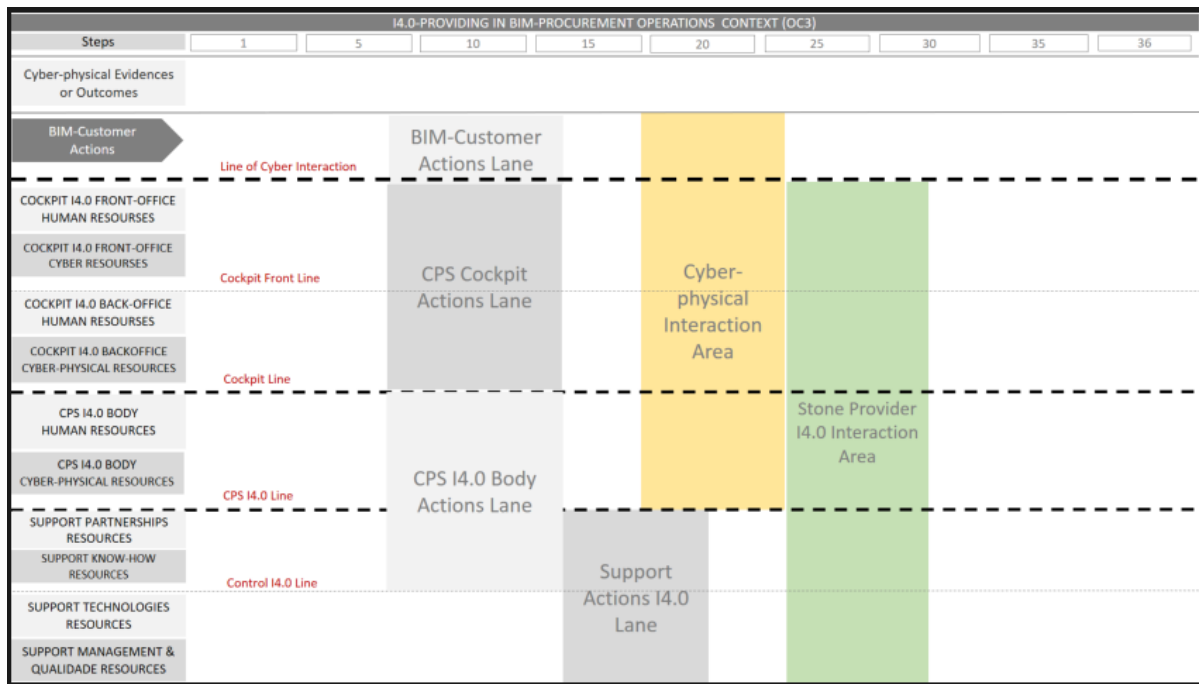 I4.0-PROVIDING IN BIM-PROCUREMENT OPERATIONS CONTEXT (OC3)
Steps
1
5
10
15
20
25
30
35
36
Cyber-physical Evidences
or Outcomes
BIM-Customer
Actions
Line of Cyber Interaction
BIM-Customer
Actions Lane
COCKPIT I4.0 FRONT-OFFICE
HUMAN RESOURSES
COCKPIT I4.0 FRONT-OFFICE
CYBER RESOURSES
Cockpit Front Line
COCKPIT I4.0 BACK-OFFICE
HUMAN RESOURSES
COCKPIT I4.0 BACKOFFICE
CYBER-PHYSICAL RESOURCES
Cockpit Line
CPS Cockpit
Actions Lane
Cyber-
physical
Interaction
Area
CPS I4.0 BODY
HUMAN RESOURCES
CPS I4.0 BODY
CYBER-PHYSICAL RESOURCES
CPS I4.0 Line
CPS I4.0 Body
Actions Lane
Stone Provider
I4.0 Interaction
Area
SUPPORT PARTNERSHIPS
RESOURCES
SUPPORT KNOW-HOW
RESOURCES
Control I4.0 Line
SUPPORT TECHNOLOGIES
RESOURCES
SUPPORT MANAGEMENT &
QUALIDADE RESOURCES
Support
Actions I4.0
Lane